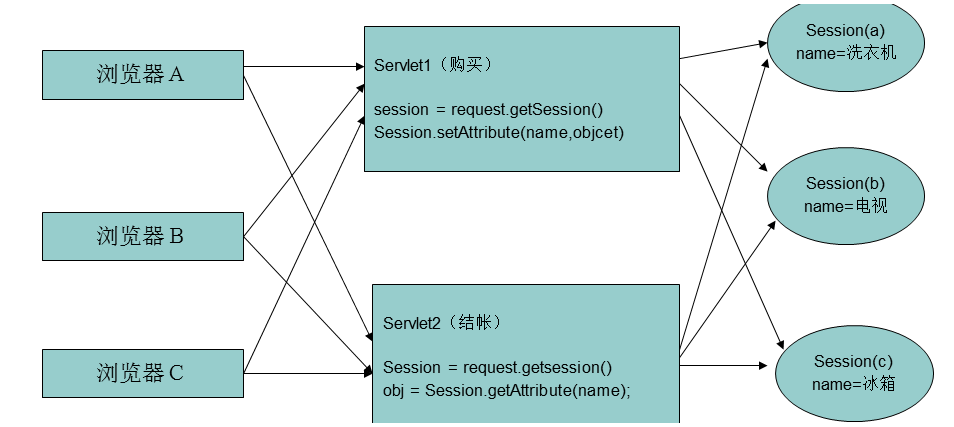 浏览器A
浏览器B
浏览器C
Servlet1（购买）
session = request.getSession()
Session.setAttribute(name,objcet)
Servlet2（结帐）
Session = request.getsession()
obj = Session.getAttribute(name);
Session(a)
name=洗衣机
Session(b)
name=电视
Session(c)
name=冰箱